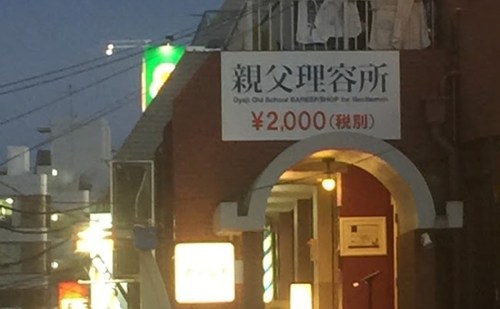 親父理容所
Oyaji Old School BARBERSHOP for Gentlemen
¥2,000(税別)